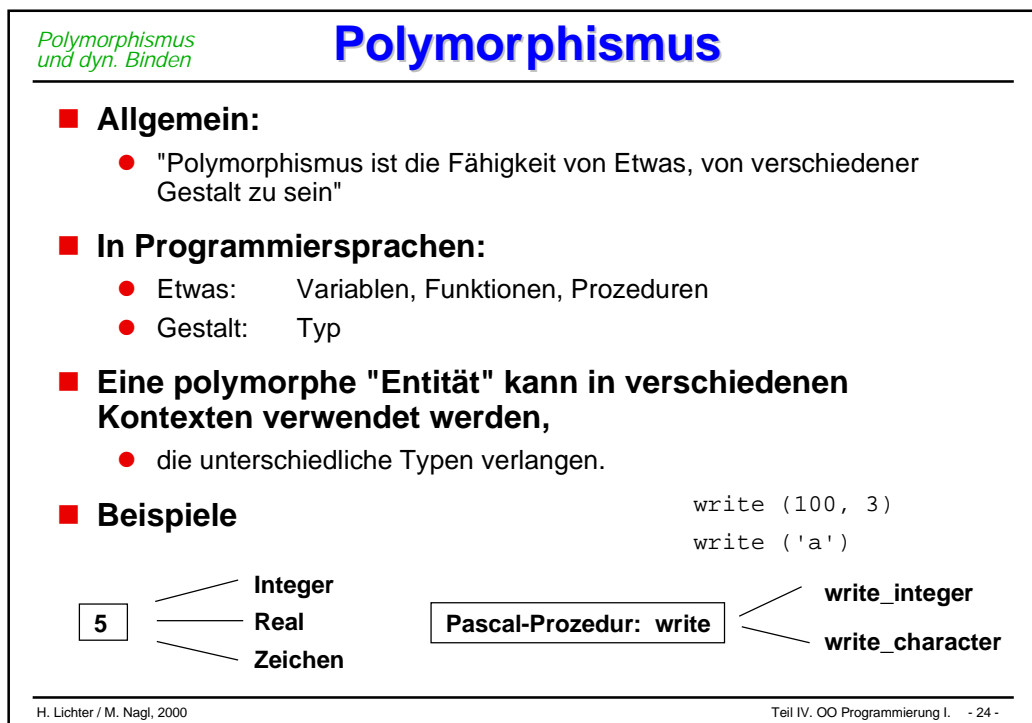 Polymorphismus
und dyn. Binden
Polymorphismus
Allgemein:
"Polymorphismus ist die Fähigkeit von Etwas, von verschiedener
Gestalt zu sein"
In Programmiersprachen:
Etwas: Variablen, Funktionen, Prozeduren
Gestalt: Typ
Eine polymorphe "Entität" kann in verschiedenen
Kontexten verwendet werden,
die unterschiedliche Typen verlangen.
Beispiele
write (100, 3)
write ('a')
5
Integer
Real
Zeichen
Pascal-Prozedur: write
write_integer
write_character
H. Lichter / M. Nagl, 2000
Teil IV. OO Programmierung I. - 24 -